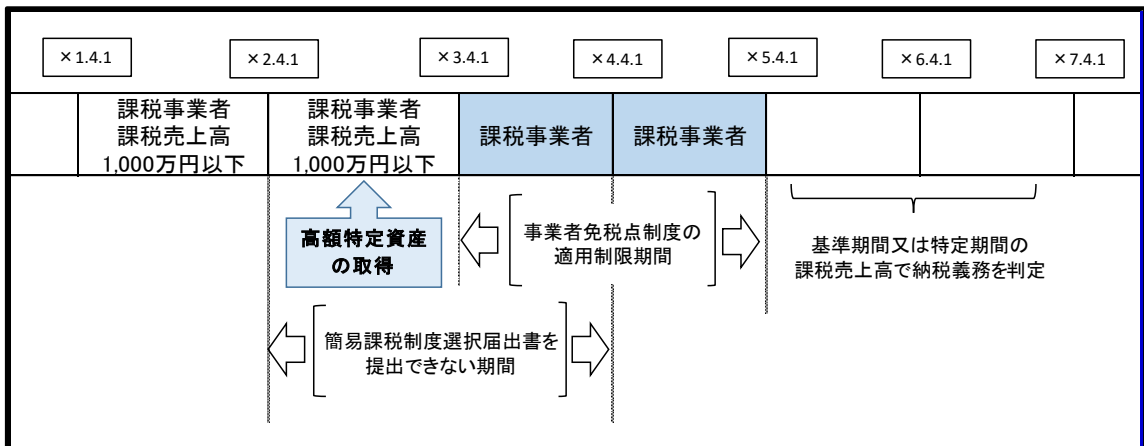 ×1.4.1
×2.4.1
×3.4.1
×4.4.1
×5.4.1
×6.4.1
×7.4.1
課税事業者
課税売上高
1,000万円以下
課税事業者
課税売上高
1,000万円以下
課税事業者
課税事業者
高額特定資産
の取得
事業者免税点制度の
適用制限期間
基準期間又は特定期間の
課税売上高で納税義務を判定
簡易課税制度選択届出書を
提出できない期間